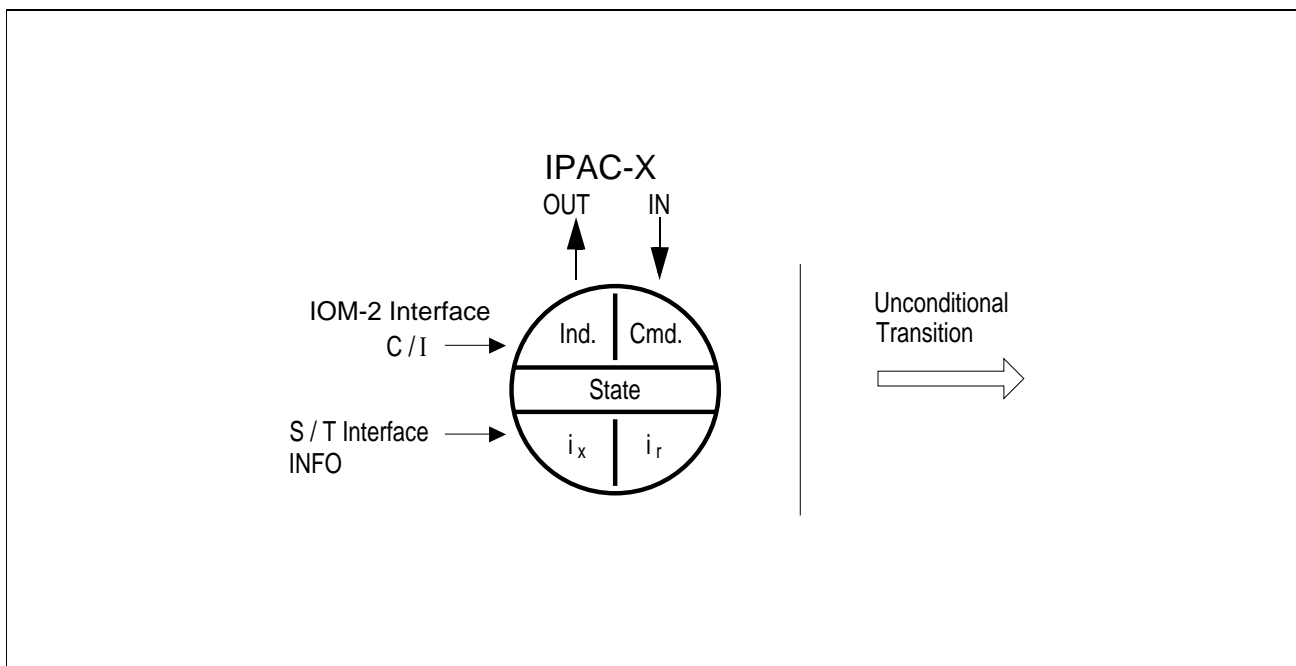 IPAC-X
OUT IN
IOM-2 Interface
C / I
Ind. Cmd.
State
S / T Interface
INFO
i x i r
Unconditional
Transition